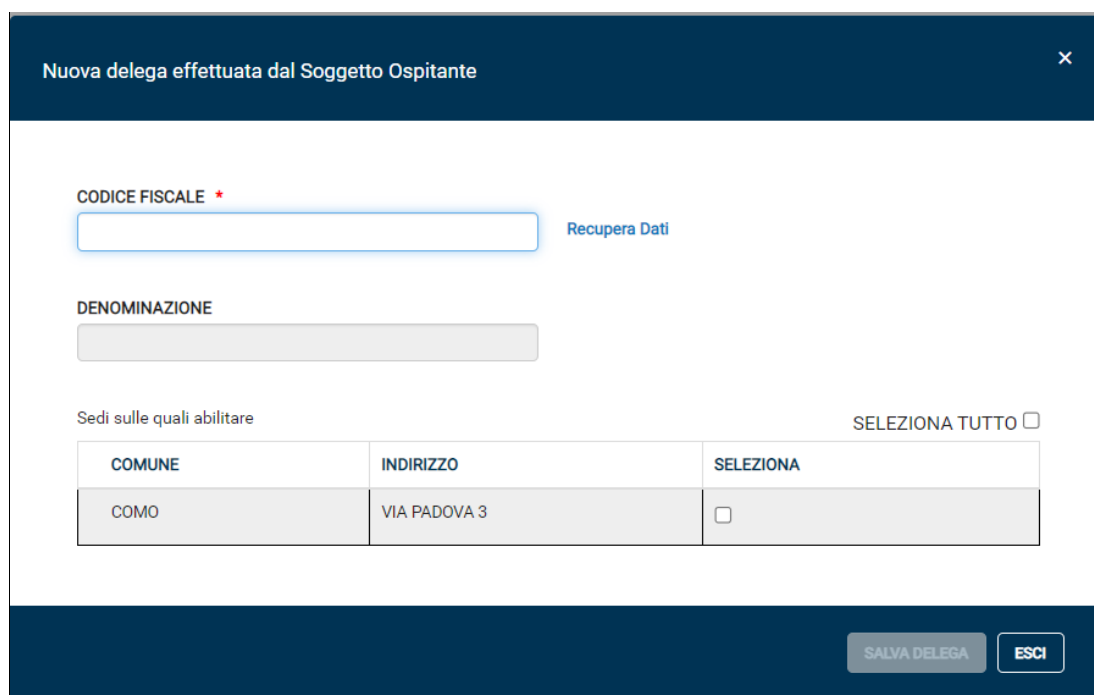 Nuova delega effettuata dal Soggetto Ospitante ×
CODICE FISCALE *
Recupera Dati
DENOMINAZIONE
Sedi sulle quali abilitare SELEZIONA TUTTO
COMUNE INDIRIZZO SELEZIONA
COMO VIA PADOVA 3
SALVA DELEGA ESCI